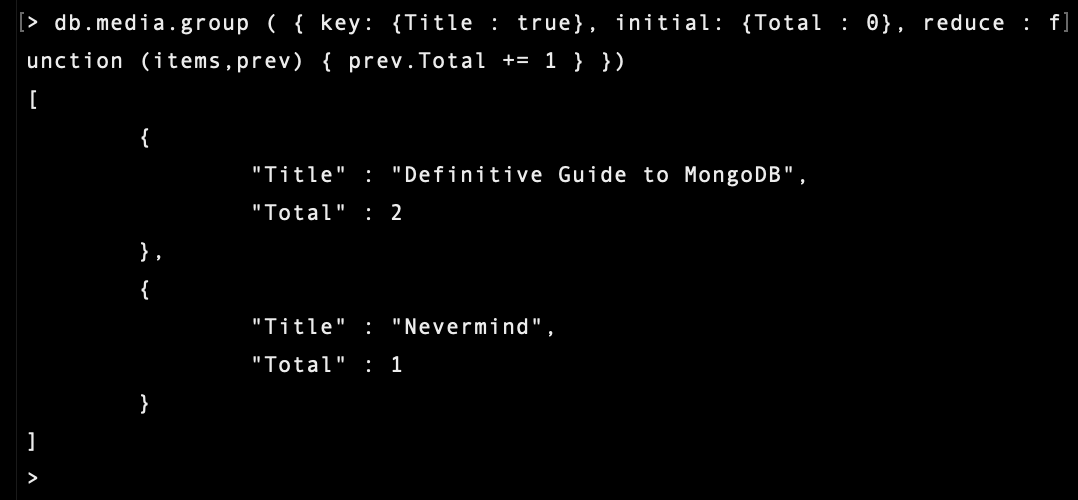 [> db.media.group ( { key: {Title : true}, initial: {Total : 0}, reduce : f]
unction (items,prev) { prev.Total += 1 } })
[
        {
                "Title" : "Definitive Guide to MongoDB",
                "Total" : 2
        },
        {
                "Title" : "Nevermind",
                "Total" : 1
        }
]
>